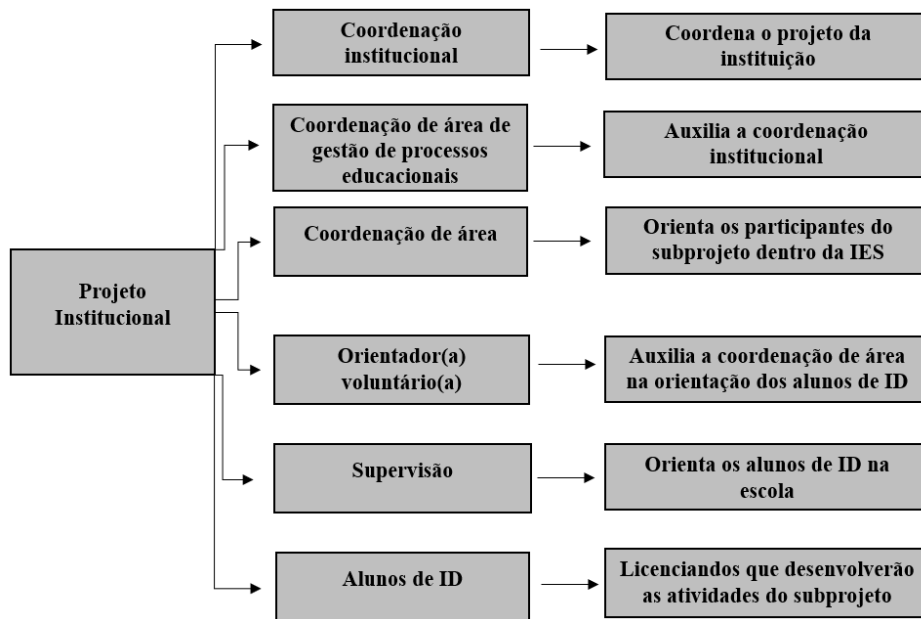 Projeto
Institucional
Coordenação
institucional
Coordena o projeto da
instituição
Coordenação de área de
gestão de processos
educacionais
Auxilia a coordenação
institucional
Coordenação de área
Orienta os participantes do
subprojeto dentro da IES
Orientador(a)
voluntário(a)
Auxilia a coordenação de área
na orientação dos alunos de ID
Supervisão
Orienta os alunos de ID na
escola
Alunos de ID
Licenciandos que desenvolverão
as atividades do subprojeto